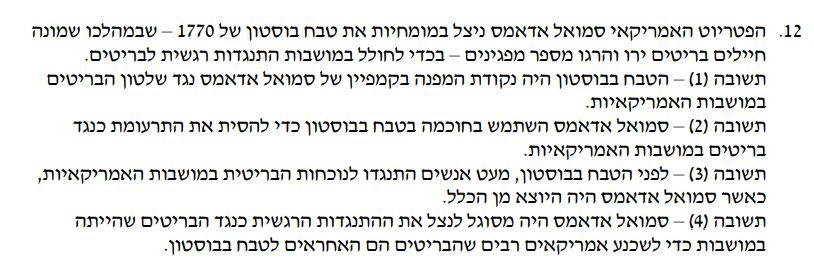 12. הפטריוט האמריקאי סמואל אדאמס ניצל במומחיות את טבח בוסטון של 1770 – שבמהלכו שמונה
חיילים בריטים ירו והרגו מספר מפגינים – בכדי לחולל במושבות התנגדות רגשית לבריטים.
תשובה (1) – הטבח בבוסטון היה נקודת המפנה בקמפיין של סמואל אדאמס נגד שלטון הבריטים
במושבות האמריקאיות.
תשובה (2) – סמואל אדאמס השתמש בחוכמה בטבח בבוסטון כדי להסית את התרעומת כנגד
בריטים במושבות האמריקאיות.
תשובה (3) – לפני הטבח בבוסטון, מעט אנשים התנגדו לנוכחות הבריטית במושבות האמריקאיות,
כאשר סמואל אדאמס היה היוצא מן הכלל.
תשובה (4) – סמואל אדאמס היה מסוגל לנצל את ההתנגדות הרגשית כנגד הבריטים שהייתה
במושבות כדי לשכנע אמריקאים רבים שהבריטים הם האחראים לטבח בבוסטון.